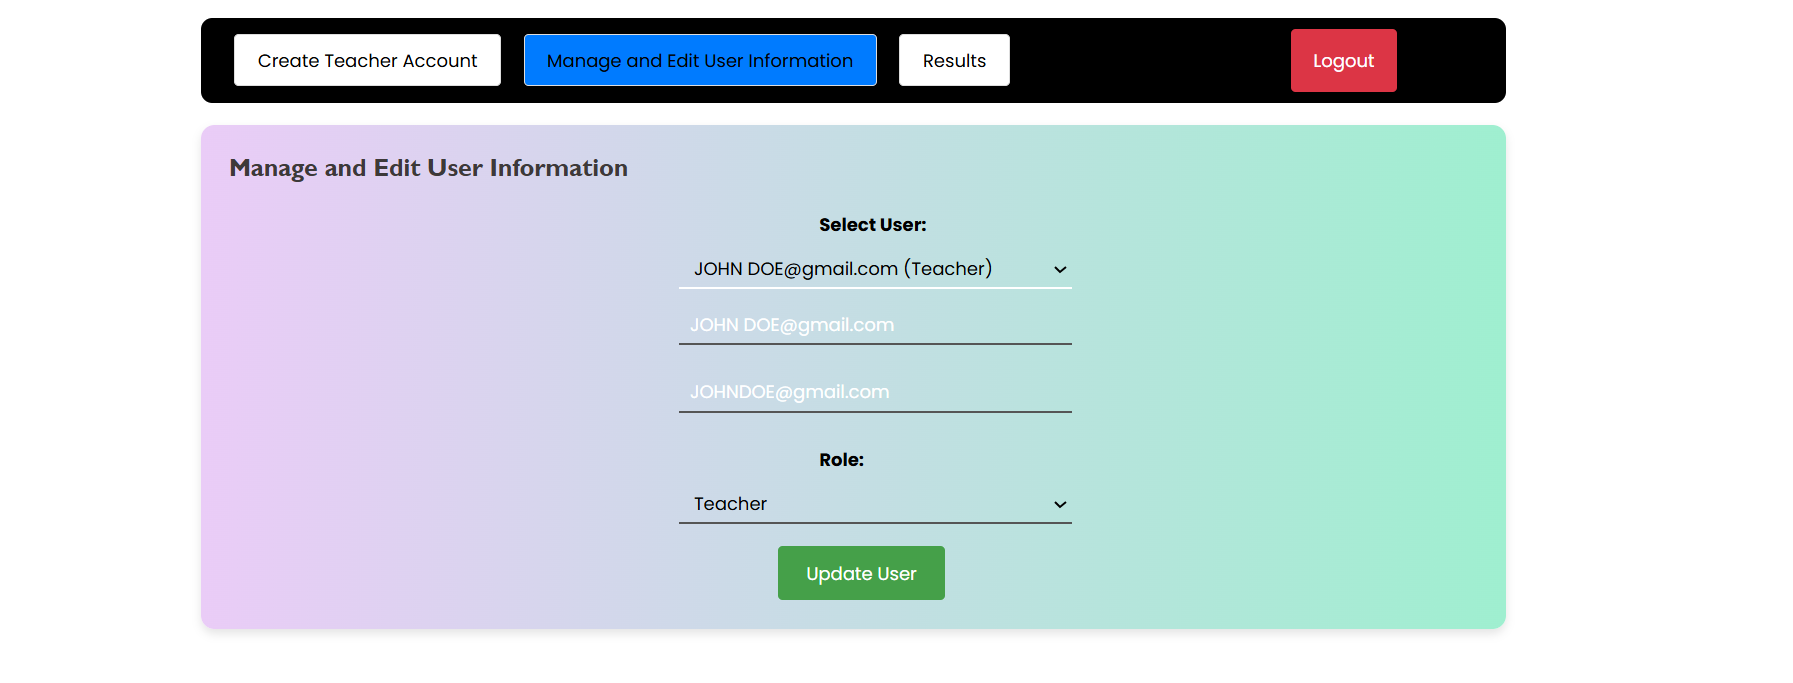 Create Teacher Account
Manage and Edit User Information
Results
Logout
Manage and Edit User Information
Select User:
JOHN DOE@gmail.com (Teacher)
JOHN DOE@gmail.com
JOHNDOE@gmail.com
Role:
Teacher
Update User